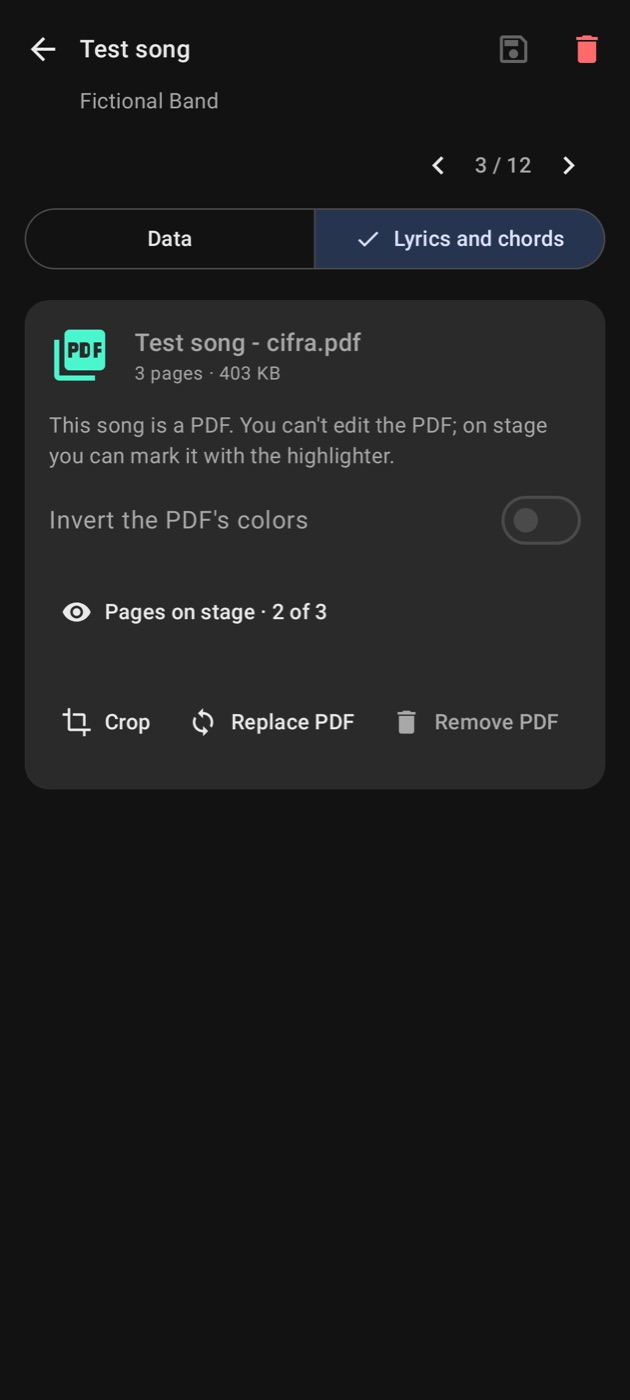 Test song
Fictional Band
3 / 12
Data
Lyrics and chords
PDF
Test song - cifra.pdf
3 pages · 403 KB
This song is a PDF. You can't edit the PDF; on stage
you can mark it with the highlighter.
Invert the PDF's colors
Pages on stage · 2 of 3
Crop
Replace PDF
Remove PDF